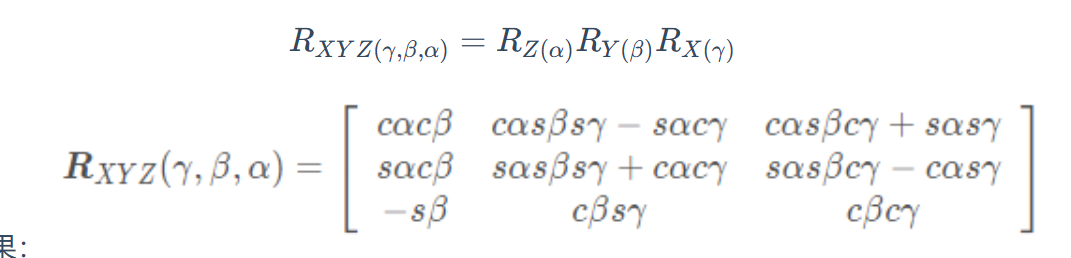 R_{XYZ(γ,β,α)} = R_{Z(α)}R_{Y(β)}R_{X(γ)}
R_{XYZ}(γ, β, α) = [ cαcβ cαsβsγ − sαcγ cαsβcγ + sαsγ
sαcβ sαsβsγ + cαcγ sαsβcγ − cαsγ
−sβ cβsγ cβcγ ]
果：